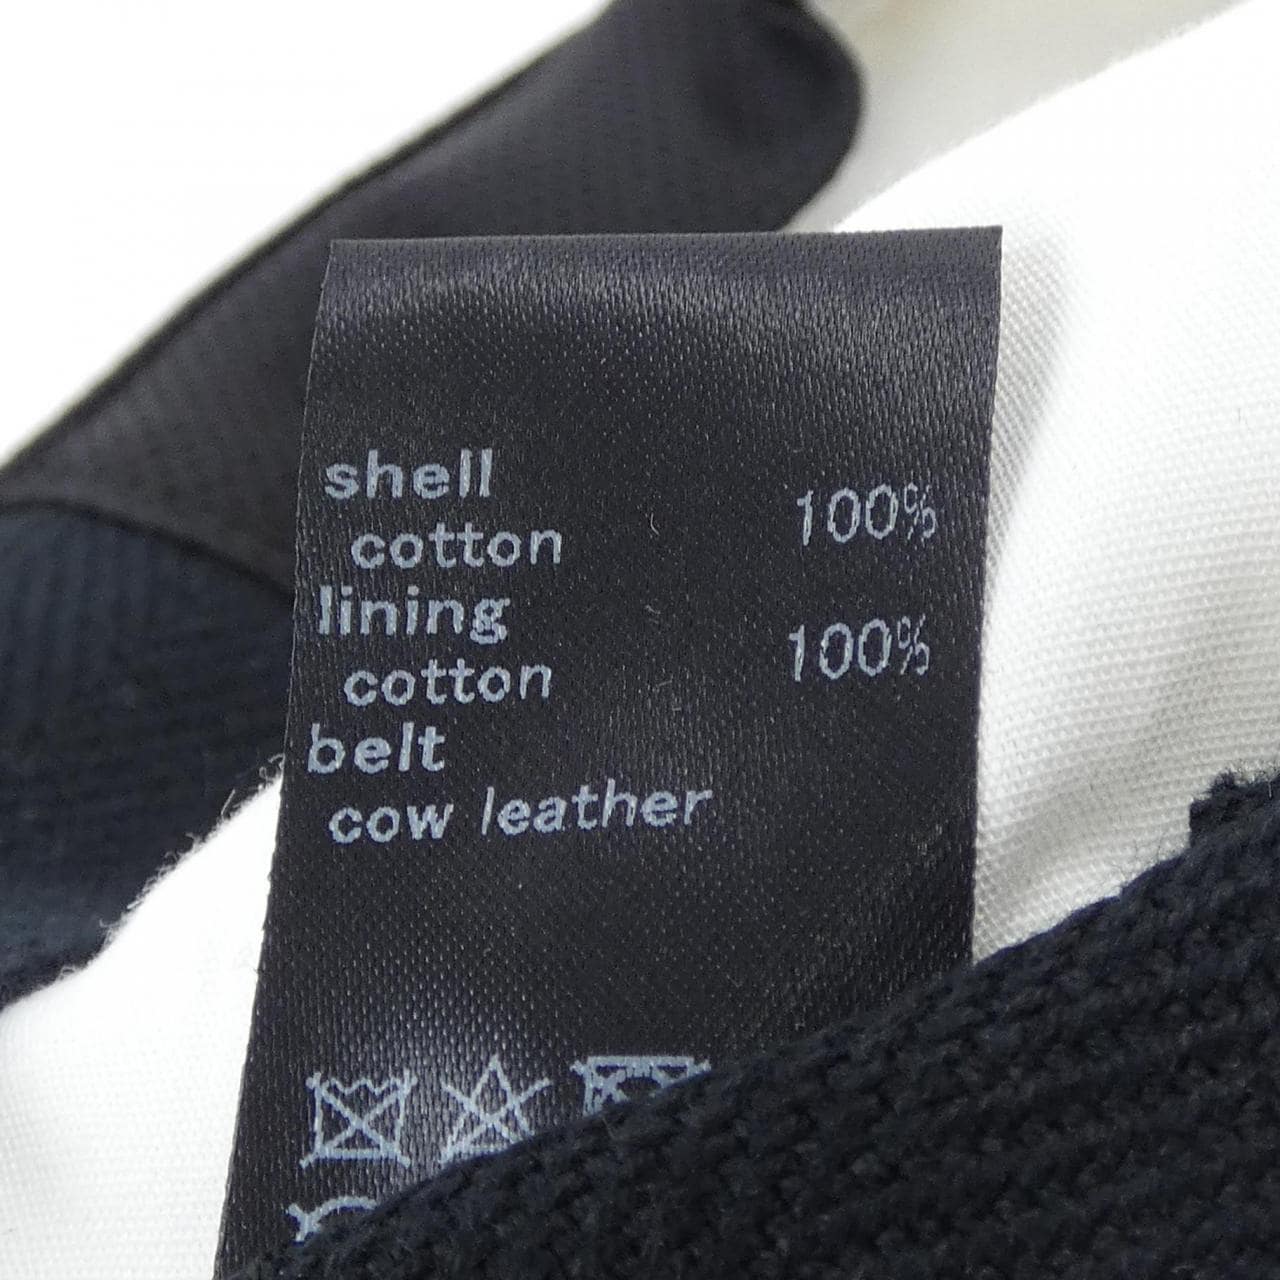 shell
cotton 100%
lining
cotton 100%
belt
cow leather